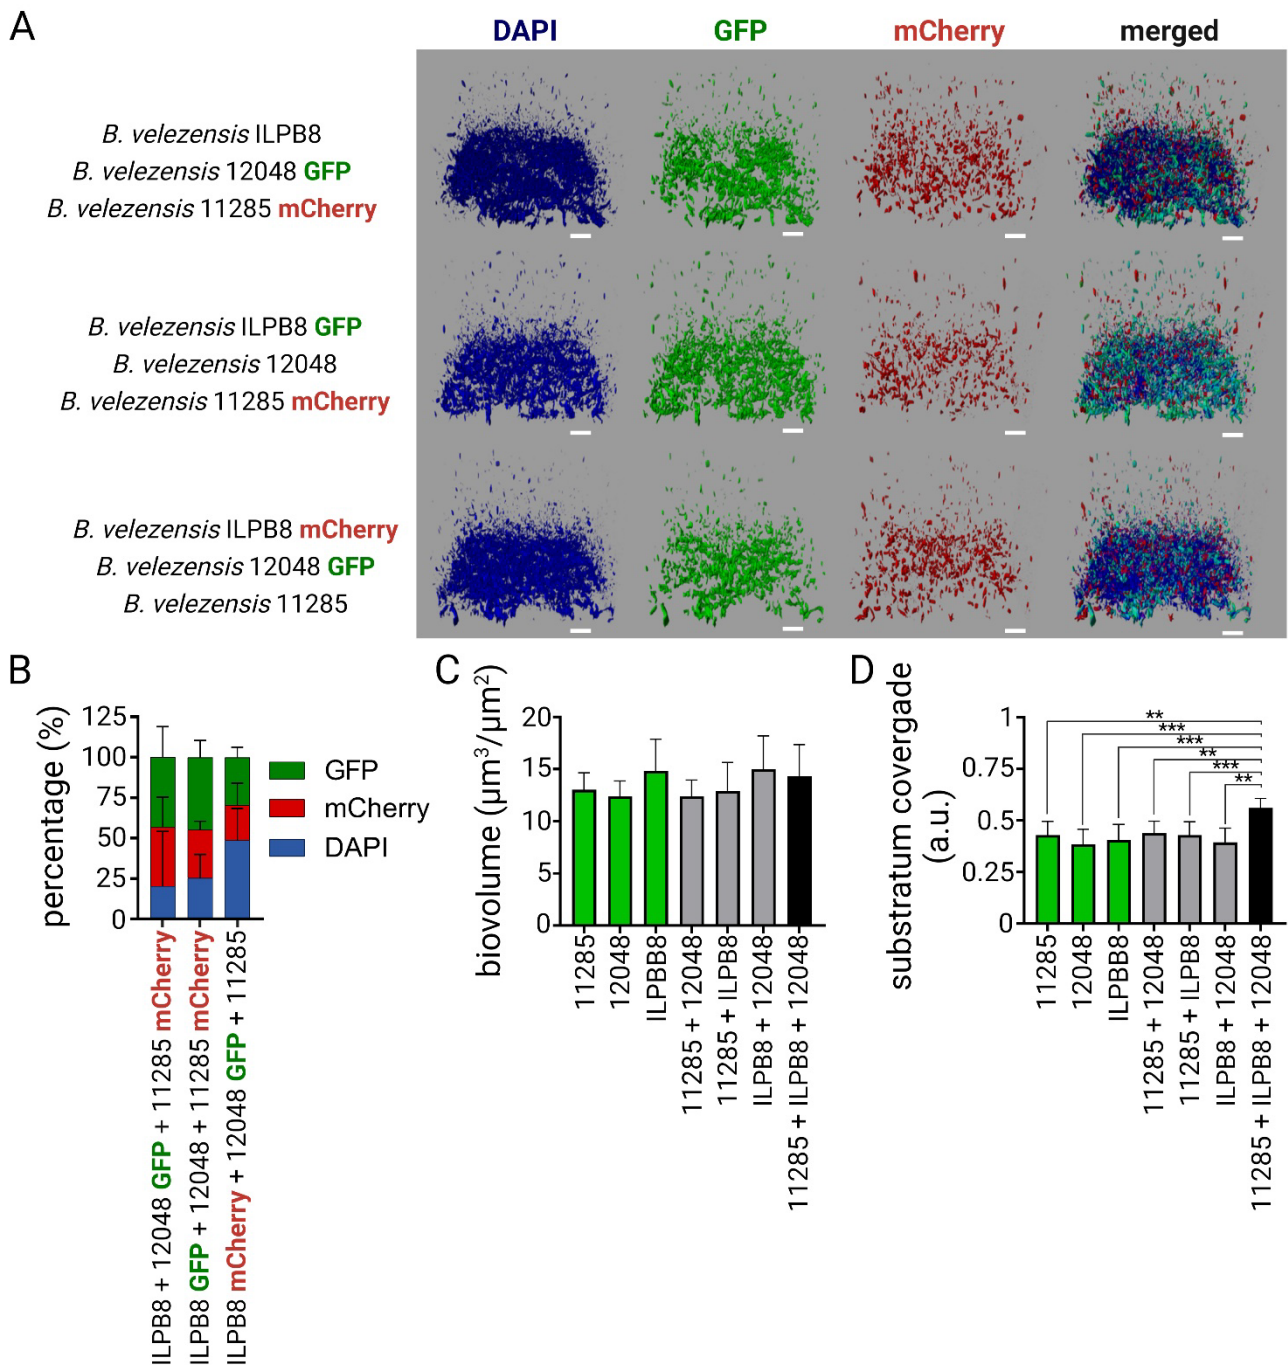 A
DAPI GFP mCherry merged
B. velezensis ILPB8
B. velezensis 12048 GFP
B. velezensis 11285 mCherry
B. velezensis ILPB8 GFP
B. velezensis 12048
B. velezensis 11285 mCherry
B. velezensis ILPB8 mCherry
B. velezensis 12048 GFP
B. velezensis 11285
B
percentage (%)
125
100
75
50
25
0
GFP
mCherry
DAPI
ILPB8 + 12048 GFP + 11285 mCherry
ILPB8 GFP + 12048 + 11285 mCherry
ILPB8 mCherry + 12048 GFP + 11285
C
biovolume (µm³/µm²)
20
15
10
5
0
11285
12048
ILPBB8
11285 + 12048
11285 + ILPB8
ILPB8 + 12048
11285 + ILPB8 + 12048
D
substratum covergade
(a.u.)
1
0.75
0.5
0.25
0
**
***
***
**
***
**
11285
12048
ILPB8
11285 + 12048
11285 + ILPB8
ILPB8 + 12048
11285 + ILPB8 + 12048